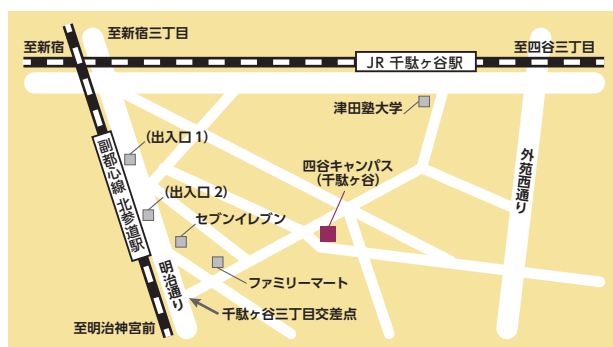 至新宿
至新宿三丁目
至四谷三丁目
JR 千駄ヶ谷駅
津田塾大学
(出入口 1)
副都心線 北参道駅
四谷キャンパス
(千駄ヶ谷)
外苑西通り
(出入口 2)
セブンイレブン
ファミリーマート
明治通り
千駄ヶ谷三丁目交差点
至明治神宮前